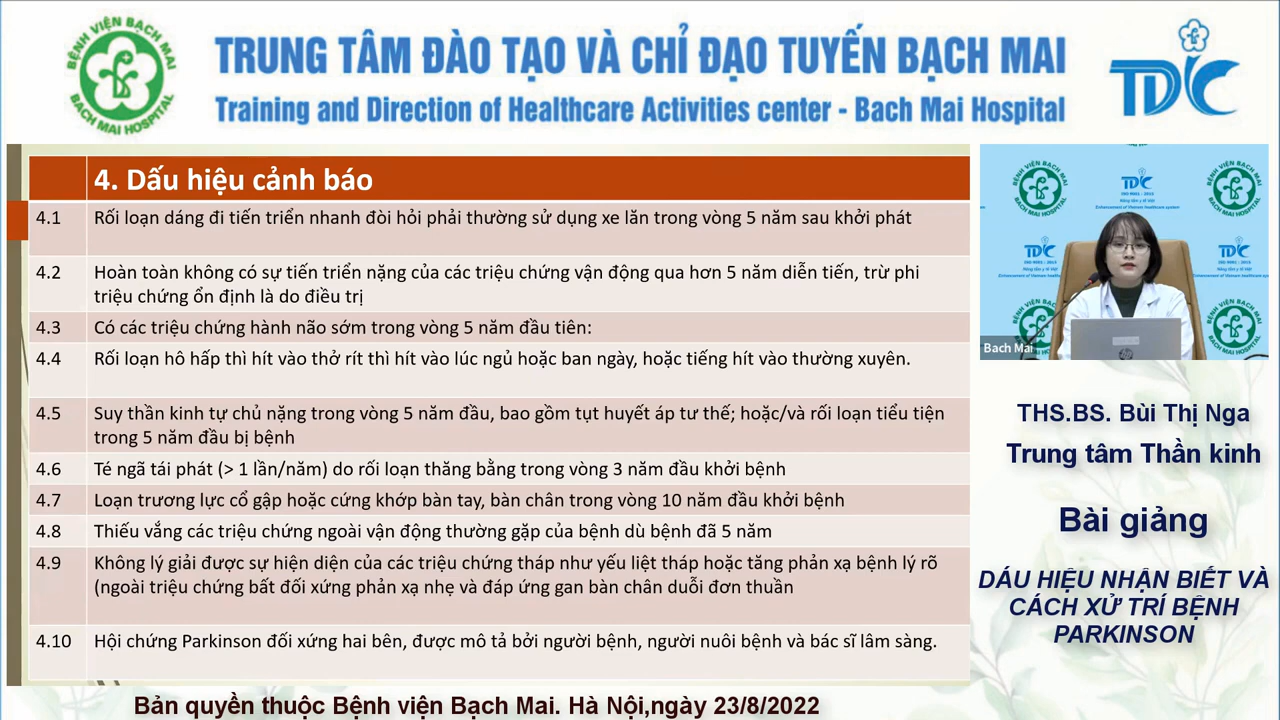 BỆNH VIỆN BẠCH MAI
BACH MAI HOSPITAL
TRUNG TÂM ĐÀO TẠO VÀ CHỈ ĐẠO TUYẾN BẠCH MAI
Training and Direction of Healthcare Activities center - Bach Mai Hospital
TDC
4. Dấu hiệu cảnh báo
4.1 Rối loạn dáng đi tiến triển nhanh đòi hỏi phải thường sử dụng xe lăn trong vòng 5 năm sau khởi phát
4.2 Hoàn toàn không có sự tiến triển nặng của các triệu chứng vận động qua hơn 5 năm diễn tiến, trừ phi
triệu chứng ổn định là do điều trị
4.3 Có các triệu chứng hành não sớm trong vòng 5 năm đầu tiên:
4.4 Rối loạn hô hấp thì hít vào thở rít thì hít vào lúc ngủ hoặc ban ngày, hoặc tiếng hít vào thường xuyên.
4.5 Suy thần kinh tự chủ nặng trong vòng 5 năm đầu, bao gồm tụt huyết áp tư thế; hoặc/và rối loạn tiểu tiện
trong 5 năm đầu bị bệnh
4.6 Té ngã tái phát (> 1 lần/năm) do rối loạn thăng bằng trong vòng 3 năm đầu khởi bệnh
4.7 Loạn trương lực cổ gập hoặc cứng khớp bàn tay, bàn chân trong vòng 10 năm đầu khởi bệnh
4.8 Thiếu vắng các triệu chứng ngoài vận động thường gặp của bệnh dù bệnh đã 5 năm
4.9 Không lý giải được sự hiện diện của các triệu chứng tháp như yếu liệt tháp hoặc tăng phản xạ bệnh lý rõ
(ngoài triệu chứng bất đối xứng phản xạ nhẹ và đáp ứng gan bàn chân duỗi đơn thuần
4.10 Hội chứng Parkinson đối xứng hai bên, được mô tả bởi người bệnh, người nuôi bệnh và bác sĩ lâm sàng.
Bach Mai
THS.BS. Bùi Thị Nga
Trung tâm Thần kinh
Bài giảng
DẤU HIỆU NHẬN BIẾT VÀ
CÁCH XỬ TRÍ BỆNH
PARKINSON
Bản quyền thuộc Bệnh viện Bạch Mai. Hà Nội,ngày 23/8/2022